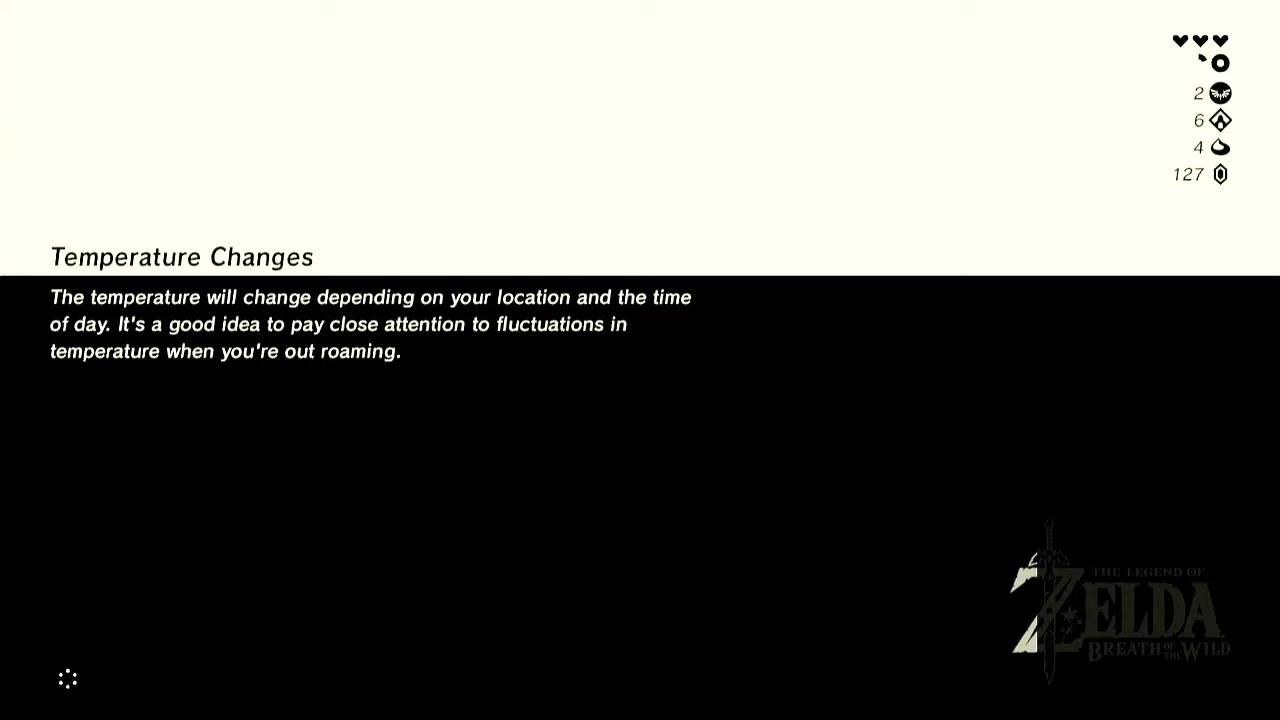 2
6
4
127
Temperature Changes
The temperature will change depending on your location and the time
of day. It's a good idea to pay close attention to fluctuations in
temperature when you're out roaming.
THE LEGEND OF
ZELDA
BREATH OF THE WILD